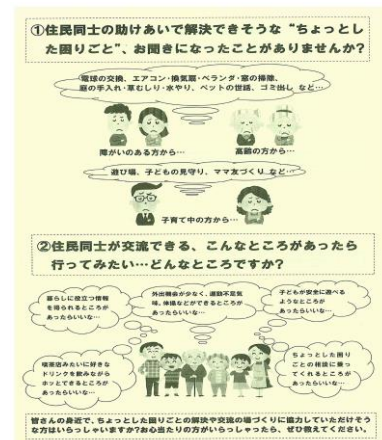 ①住民同士の助けあいで解決できそうな“ちょっとし
た困りごと”、お聞きになったことがありませんか?
電球の交換、エアコン・換気扇・ベランダ・窓の掃除、
庭の手入れ・草むしり・水やり、ペットの世話、ゴミ出し など…
障がいのある方から…
高齢の方から…
遊び場、子どもの見守り、ママ友づくり など…
子育て中の方から…
②住民同士が交流できる、こんなところがあったら
行ってみたい…どんなところですか?
暮らしに役立つ情報
を得られるところが
あったらいいな…
外出機会が少なく、運動不足気
味、体操などができるところが
あったらいいな…
子どもが安全に遊べる
ようなところが
あったらいいな…
喫茶店みたいに好きな
ドリンクを飲みながら
ホッとできるところが
あったらいいな…
ちょっとした困り
ごとの相談に乗っ
てくれるところが
あったらいいな…
皆さんの身近で、ちょっとした困りごとの解決や交流の場づくりに協力していただけそう
な方はいらっしゃいますか?お心当たりの方がいらっしゃったら、ぜひ教えてください。